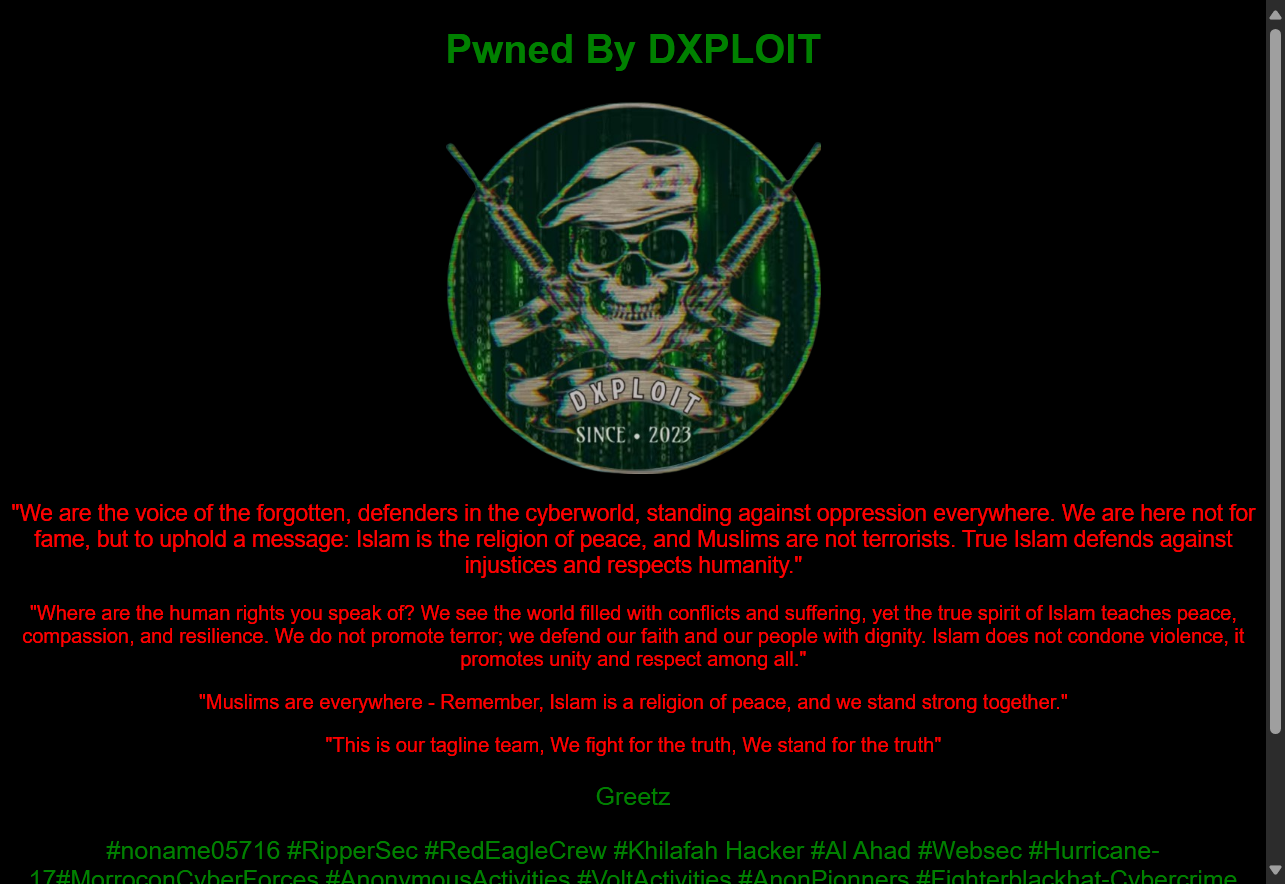 Pwned By DXPLOIT
DXPLOIT
SINCE • 2023
"We are the voice of the forgotten, defenders in the cyberworld, standing against oppression everywhere. We are here not for
fame, but to uphold a message: Islam is the religion of peace, and Muslims are not terrorists. True Islam defends against
injustices and respects humanity."
"Where are the human rights you speak of? We see the world filled with conflicts and suffering, yet the true spirit of Islam teaches peace,
compassion, and resilience. We do not promote terror; we defend our faith and our people with dignity. Islam does not condone violence, it
promotes unity and respect among all."
"Muslims are everywhere - Remember, Islam is a religion of peace, and we stand strong together."
"This is our tagline team, We fight for the truth, We stand for the truth"
Greetz
#noname05716 #RipperSec #RedEagleCrew #Khilafah Hacker #Al Ahad #Websec #Hurricane-
17#MorroconCyberForces #AnonymousActivities #VoltActivities #AnonPionners #Fighterblackhat-Cybercrime